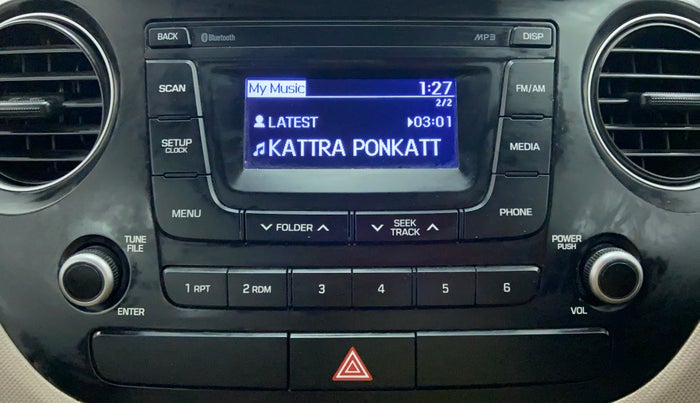 BACK
Bluetooth
MP3
DISP
SCAN
My Music 1:27
2/2
FM/AM
LATEST 03:01
SETUP
CLOCK
KATTRA PONKATT
MEDIA
MENU
FOLDER
SEEK
TRACK
PHONE
TUNE
FILE
POWER
PUSH
1 RPT
2 RDM
3
4
5
6
ENTER
VOL